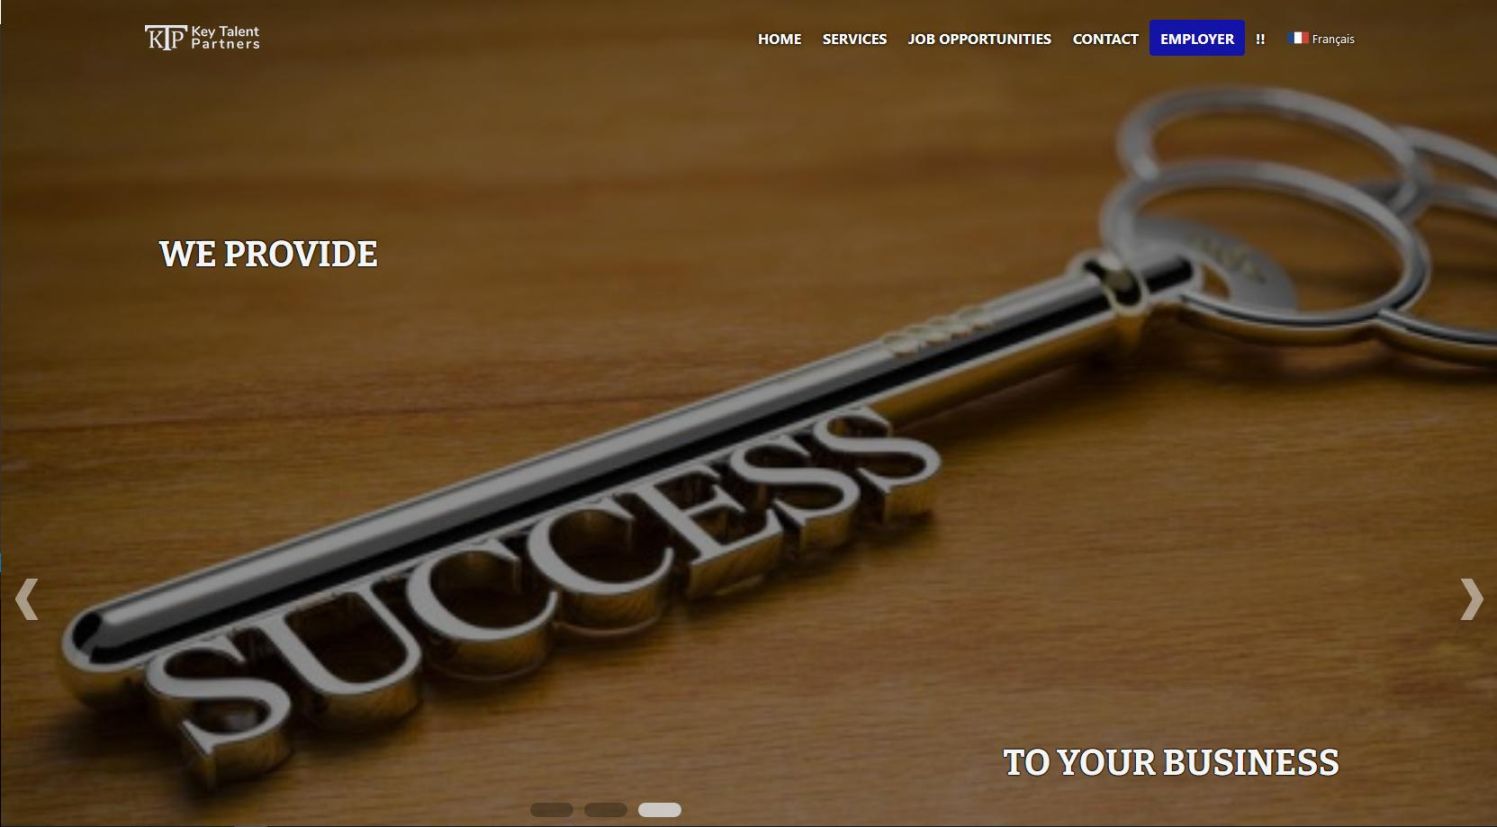 KTP Key Talent Partners
HOME SERVICES JOB OPPORTUNITIES CONTACT EMPLOYER !! Français
WE PROVIDE
SUCCESS
TO YOUR BUSINESS